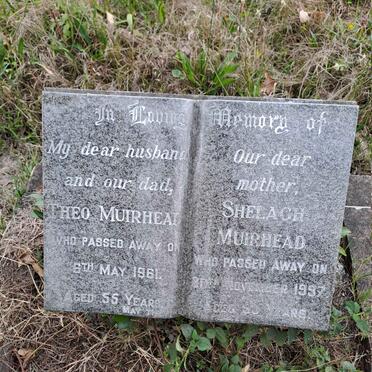 In Loving Memory of
My dear husband
and our dad,
THEO MUIRHEAD
WHO PASSED AWAY ON
8TH MAY 1961.
AGED 55 YEARS
Our dear
mother,
SHELAGH
MUIRHEAD
WHO PASSED AWAY ON
NOVEMBER 1997